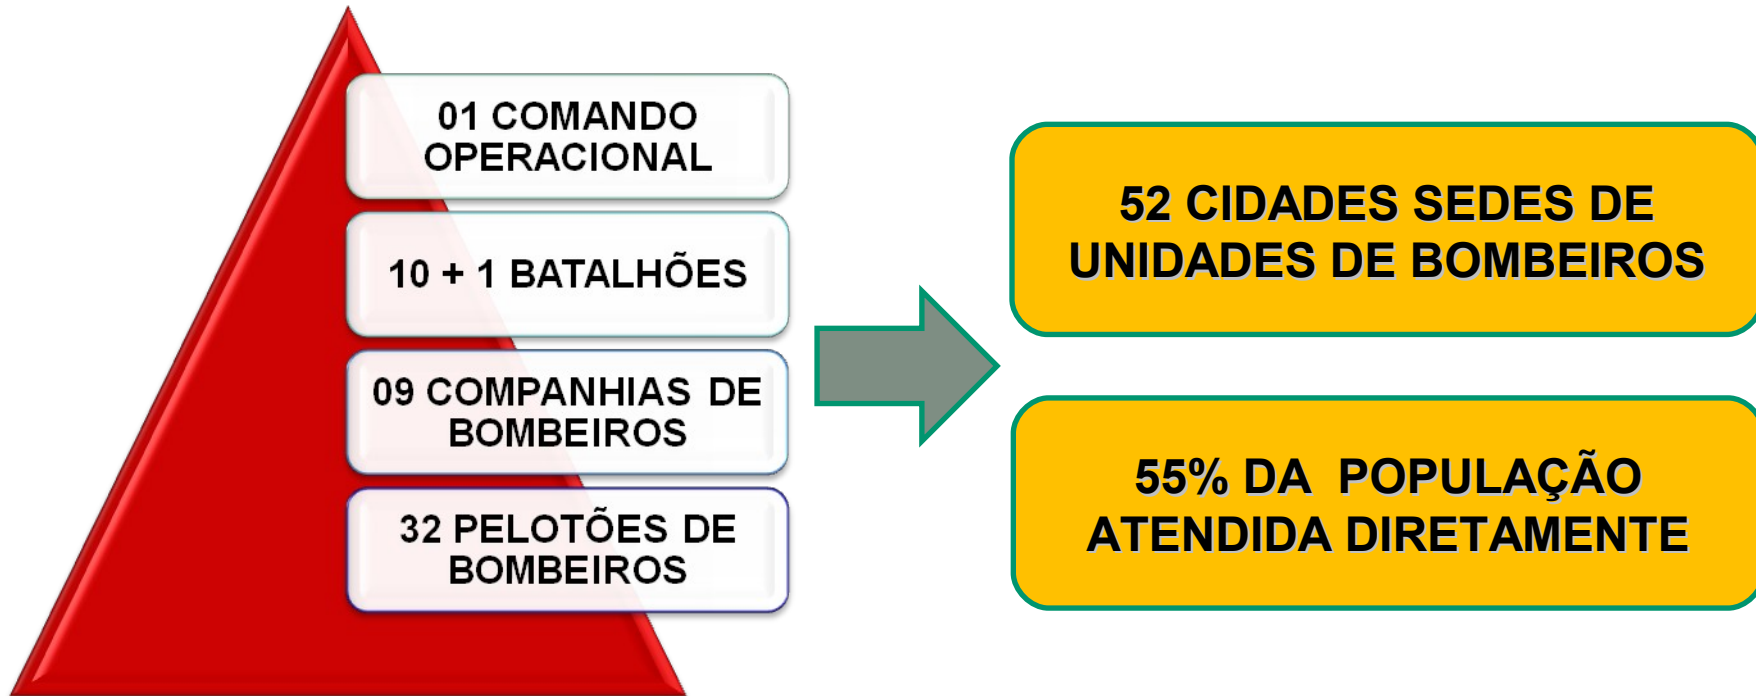 01 COMANDO
OPERACIONAL
10 + 1 BATALHÕES
09 COMPANHIAS DE
BOMBEIROS
32 PELOTÕES DE
BOMBEIROS
52 CIDADES SEDES DE
UNIDADES DE BOMBEIROS
55% DA POPULAÇÃO
ATENDIDA DIRETAMENTE